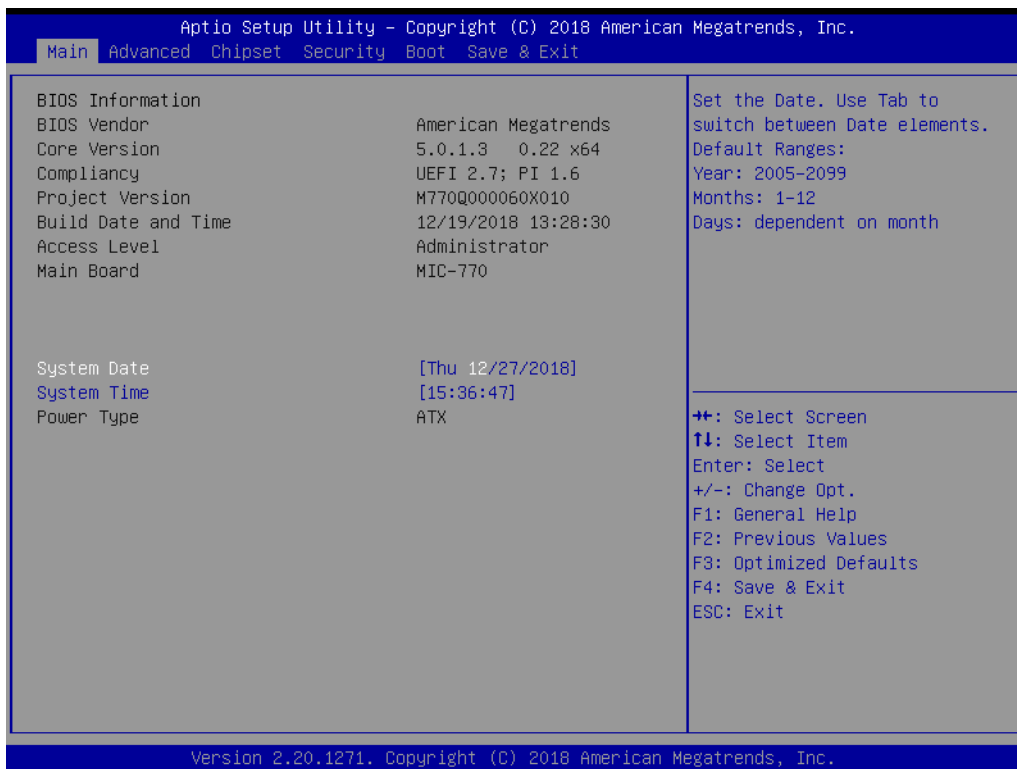 Aptio Setup Utility – Copyright (C) 2018 American Megatrends, Inc.
Main Advanced Chipset Security Boot Save & Exit
BIOS Information
BIOS Vendor American Megatrends
Core Version 5.0.1.3 0.22 x64
Compliancy UEFI 2.7; PI 1.6
Project Version M770Q000060X010
Build Date and Time 12/19/2018 13:28:30
Access Level Administrator
Main Board MIC-770
System Date [Thu 12/27/2018]
System Time [15:36:47]
Power Type ATX
Set the Date. Use Tab to
switch between Date elements.
Default Ranges:
Year: 2005-2099
Months: 1-12
Days: dependent on month
→←: Select Screen
↑↓: Select Item
Enter: Select
+/-: Change Opt.
F1: General Help
F2: Previous Values
F3: Optimized Defaults
F4: Save & Exit
ESC: Exit
Version 2.20.1271. Copyright (C) 2018 American Megatrends, Inc.